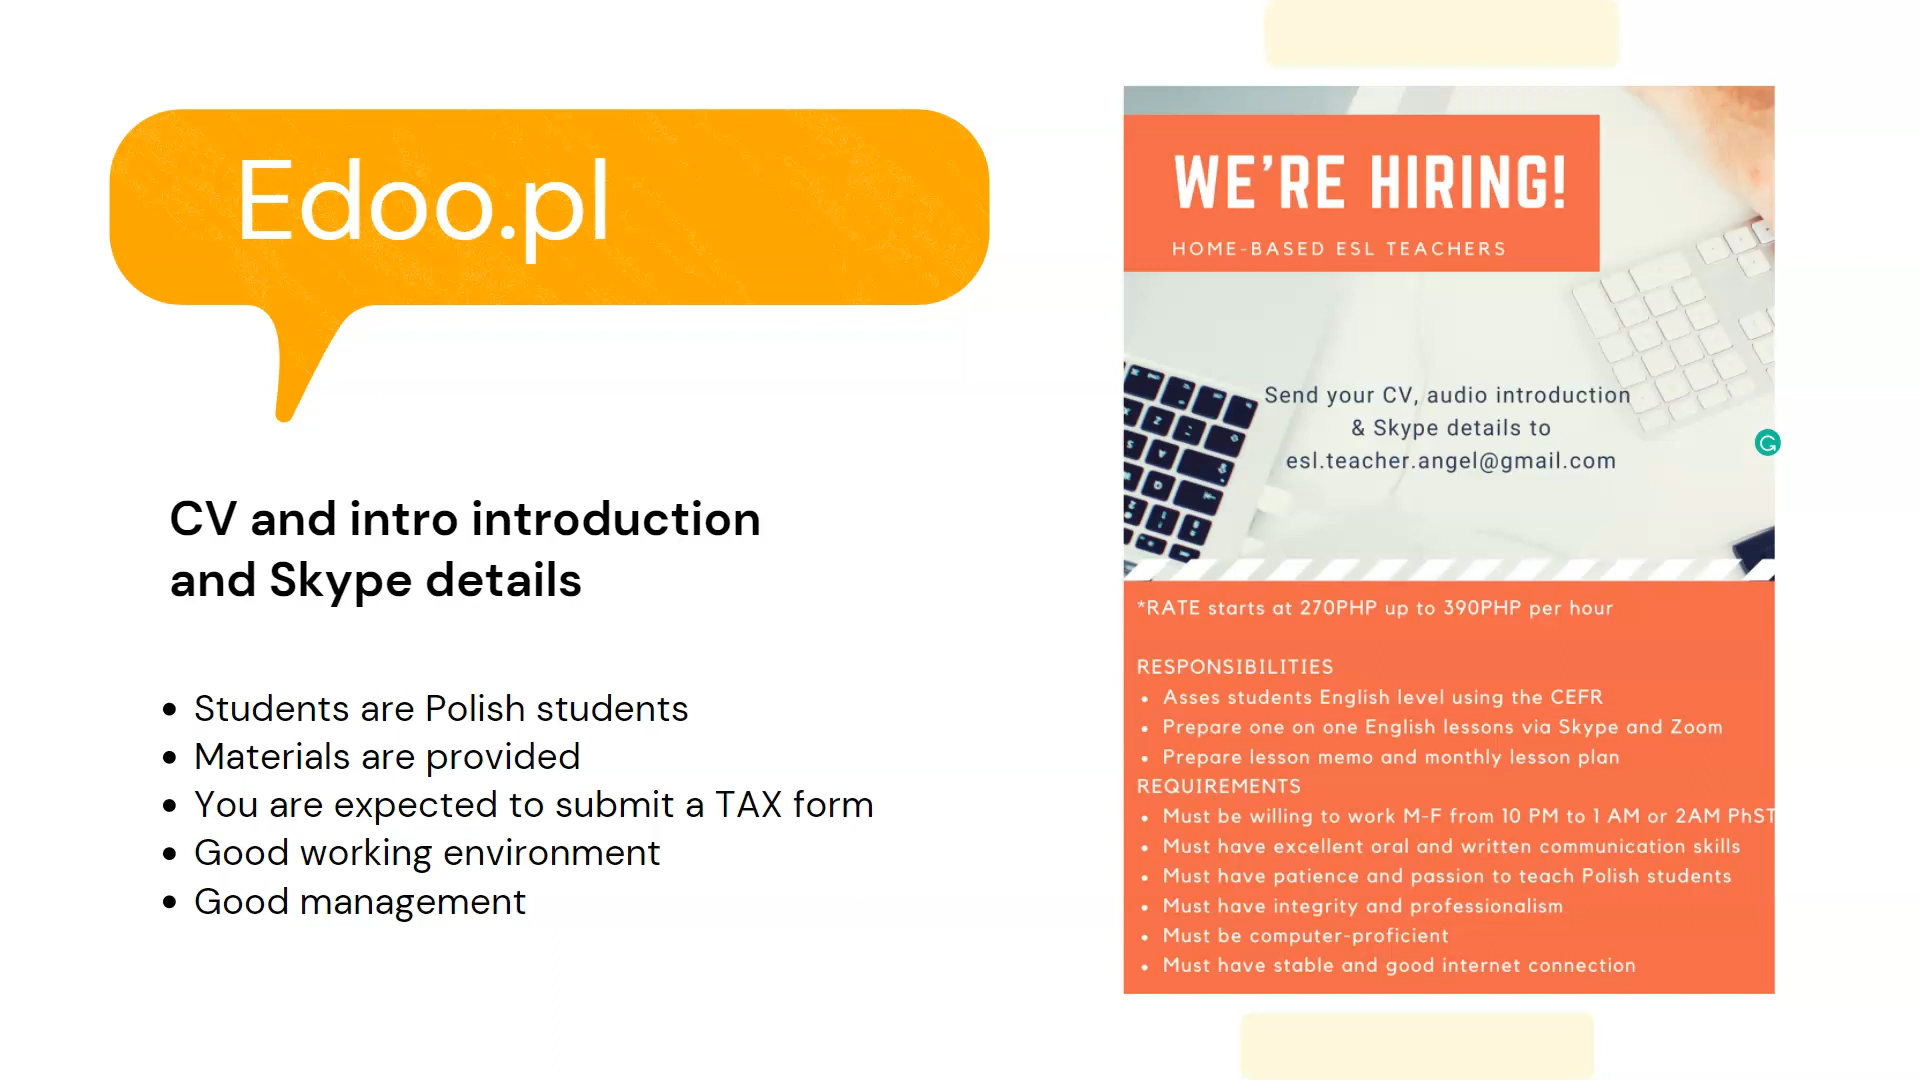 Edoo.pl
CV and intro introduction
and Skype details
• Students are Polish students
• Materials are provided
• You are expected to submit a TAX form
• Good working environment
• Good management
WE'RE HIRING!
HOME-BASED ESL TEACHERS
Send your CV, audio introduction
& Skype details to
esl.teacher.angel@gmail.com
*RATE starts at 270PHP up to 390PHP per hour
RESPONSIBILITIES
• Asses students English level using the CEFR
• Prepare one on one English lessons via Skype and Zoom
• Prepare lesson memo and monthly lesson plan
REQUIREMENTS
• Must be willing to work M-F from 10 PM to 1 AM or 2AM PhST
• Must have excellent oral and written communication skills
• Must have patience and passion to teach Polish students
• Must have integrity and professionalism
• Must be computer-proficient
• Must have stable and good internet connection